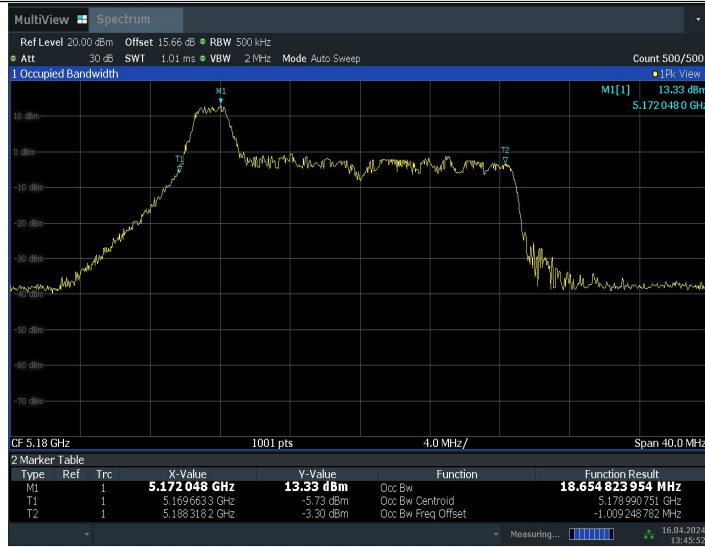 MultiView Spectrum
Ref Level 20.00 dBm Offset 15.66 dB RBW 500 kHz
Att 30 dB SWT 1.01 ms VBW 2 MHz Mode Auto Sweep Count 500/500
1 Occupied Bandwidth 1Pk View
M1[1] 13.33 dBm
5.172 048 0 GHz
M1
10 dBm
0 dBm
T1
T2
-10 dBm
-20 dBm
-30 dBm
-40 dBm
-50 dBm
-60 dBm
-70 dBm
CF 5.18 GHz 1001 pts 4.0 MHz/ Span 40.0 MHz
2 Marker Table
Type Ref Trc X-Value Y-Value Function Function Result
M1 1 5.172 048 GHz 13.33 dBm Occ Bw 18.654 823 954 MHz
T1 1 5.169 663 3 GHz -5.73 dBm Occ Bw Centroid 5.178 990 751 GHz
T2 1 5.188 318 2 GHz -3.30 dBm Occ Bw Freq Offset -1.009 248 782 MHz
Measuring... 16.04.2024
13:45:52